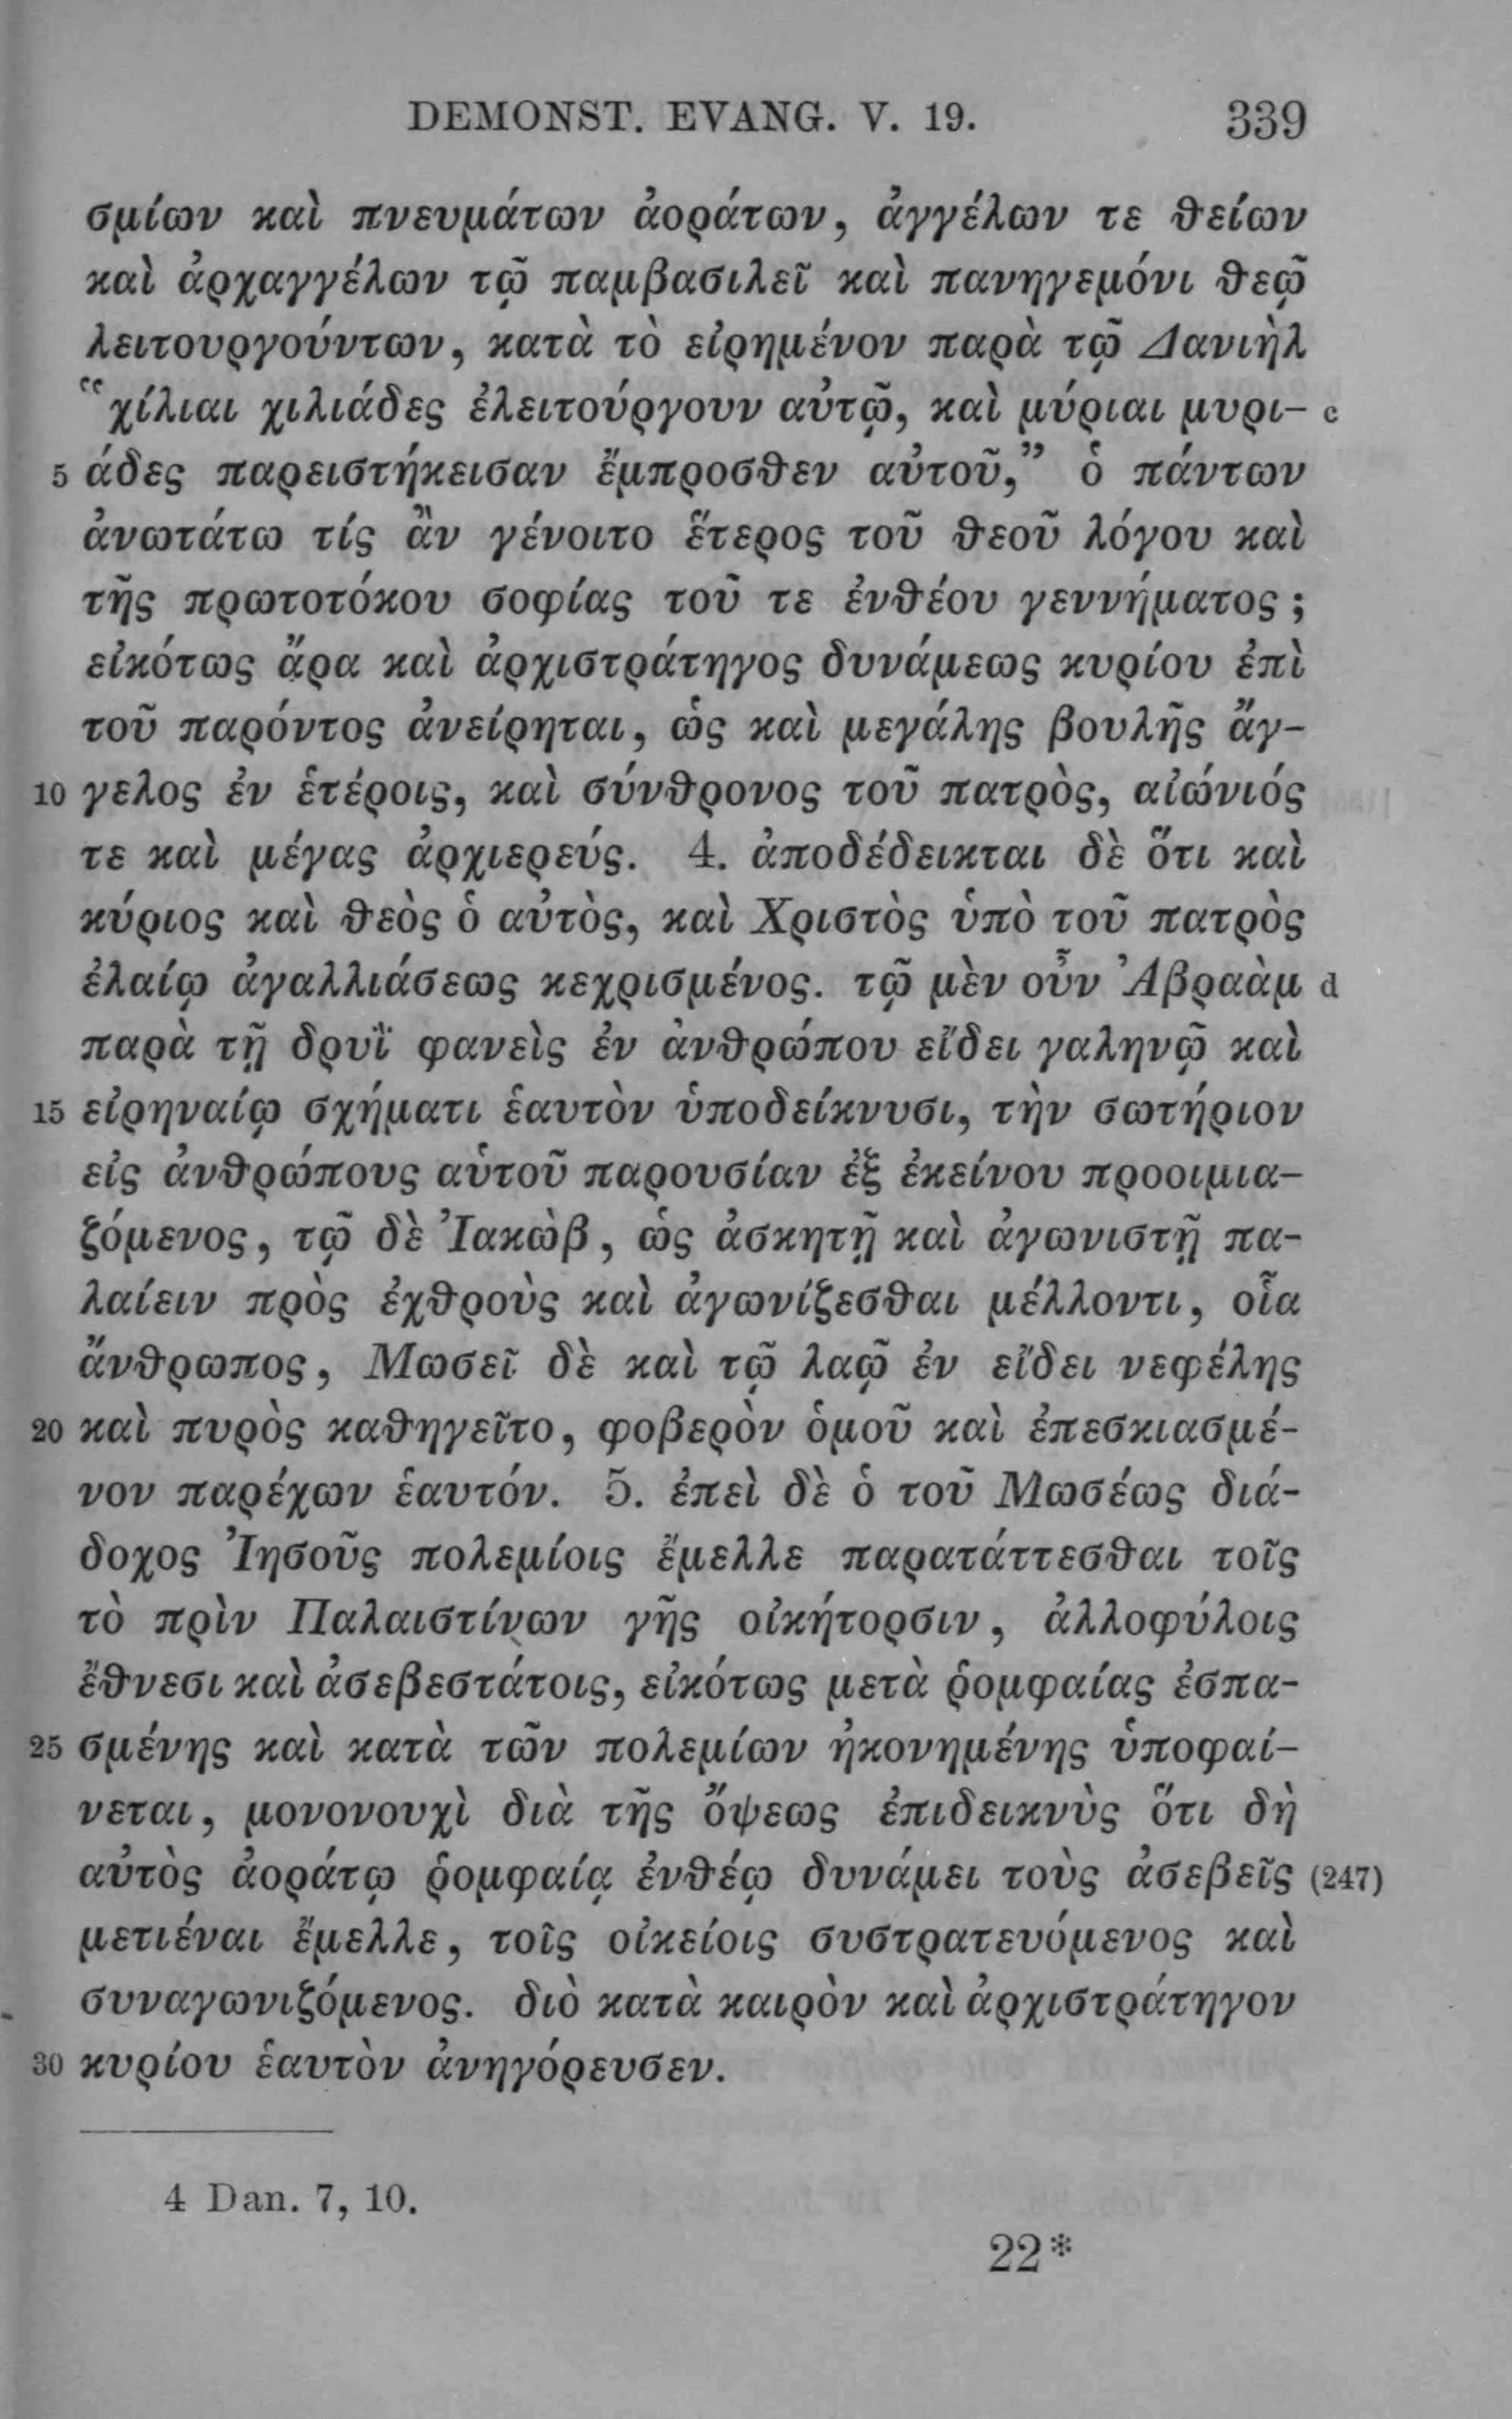 DEMONST. EVANG. V. 19. 339
σμίων καὶ πνευμάτων ἀοράτων, ἀγγέλων τε θείων
καὶ ἀρχαγγέλων τῷ παμβασιλεῖ καὶ πανηγεμόνι θεῷ
λειτουργούντων, κατὰ τὸ εἰρημένον παρὰ τῷ Δανιὴλ
“χίλιαι χιλιάδες ἐλειτούργουν αὐτῷ, καὶ μύριαι μυρι- c
5 άδες παρειστήκεισαν ἔμπροσθεν αὐτοῦ,” ὁ πάντων
ἀνωτάτω τίς ἂν γένοιτο ἕτερος τοῦ θεοῦ λόγου καὶ
τῆς πρωτοτόκου σοφίας τοῦ τε ἐνθέου γεννήματος;
εἰκότως ἄρα καὶ ἀρχιστράτηγος δυνάμεως κυρίου ἐπὶ
τοῦ παρόντος ἀνείρηται, ὡς καὶ μεγάλης βουλῆς ἄγ-
10 γελος ἐν ἑτέροις, καὶ σύνθρονος τοῦ πατρὸς, αἰώνιός
τε καὶ μέγας ἀρχιερεύς. 4. ἀποδέδεικται δὲ ὅτι καὶ
κύριος καὶ θεὸς ὁ αὐτὸς, καὶ Χριστὸς ὑπὸ τοῦ πατρὸς
ἐλαίῳ ἀγαλλιάσεως κεχρισμένος. τῷ μὲν οὖν Ἀβραὰμ d
παρὰ τῇ δρυῒ φανεὶς ἐν ἀνθρώπου εἴδει γαληνῷ καὶ
15 εἰρηναίῳ σχήματι ἑαυτὸν ὑποδείκνυσι, τὴν σωτήριον
εἰς ἀνθρώπους αὑτοῦ παρουσίαν ἐξ ἐκείνου προοιμια-
ζόμενος, τῷ δὲ Ἰακὼβ, ὡς ἀσκητῇ καὶ ἀγωνιστῇ πα-
λαίειν πρὸς ἐχθροὺς καὶ ἀγωνίζεσθαι μέλλοντι, οἷα
ἄνθρωπος, Μωσεῖ δὲ καὶ τῷ λαῷ ἐν εἴδει νεφέλης
20 καὶ πυρὸς καθηγεῖτο, φοβερὸν ὁμοῦ καὶ ἐπεσκιασμέ-
νον παρέχων ἑαυτόν. 5. ἐπεὶ δὲ ὁ τοῦ Μωσέως διά-
δοχος Ἰησοῦς πολεμίοις ἔμελλε παρατάττεσθαι τοῖς
τὸ πρὶν Παλαιστίνων γῆς οἰκήτορσιν, ἀλλοφύλοις
ἔθνεσι καὶ ἀσεβεστάτοις, εἰκότως μετὰ ῥομφαίας ἐσπα-
25 σμένης καὶ κατὰ τῶν πολεμίων ἠκονημένης ὑποφαί-
νεται, μονονουχὶ διὰ τῆς ὄψεως ἐπιδεικνὺς ὅτι δὴ
αὐτὸς ἀοράτῳ ῥομφαίᾳ ἐνθέῳ δυνάμει τοὺς ἀσεβεῖς (247)
μετιέναι ἔμελλε, τοῖς οἰκείοις συστρατευόμενος καὶ
συναγωνιζόμενος. διὸ κατὰ καιρὸν καὶ ἀρχιστράτηγον
30 κυρίου ἑαυτὸν ἀνηγόρευσεν.
4 Dan. 7, 10.
22*